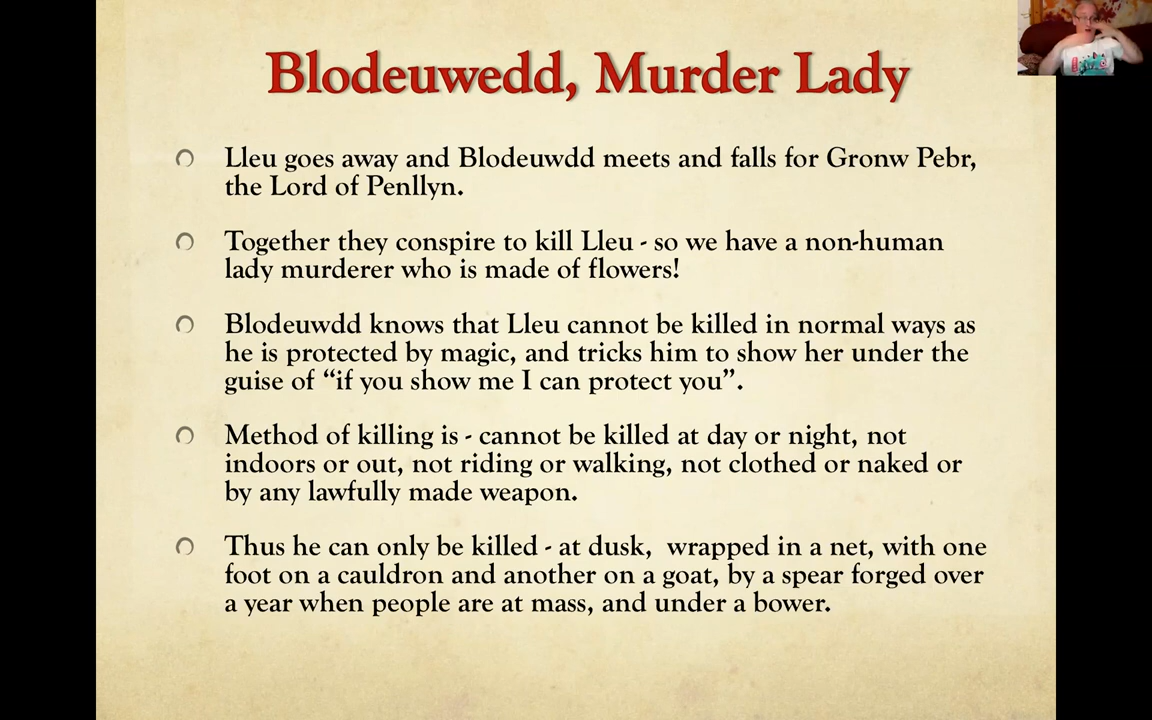 Blodeuwedd, Murder Lady
Lleu goes away and Blodeuwdd meets and falls for Gronw Pebr,
the Lord of Penllyn.
Together they conspire to kill Lleu - so we have a non-human
lady murderer who is made of flowers!
Blodeuwdd knows that Lleu cannot be killed in normal ways as
he is protected by magic, and tricks him to show her under the
guise of “if you show me I can protect you”.
Method of killing is - cannot be killed at day or night, not
indoors or out, not riding or walking, not clothed or naked or
by any lawfully made weapon.
Thus he can only be killed - at dusk, wrapped in a net, with one
foot on a cauldron and another on a goat, by a spear forged over
a year when people are at mass, and under a bower.